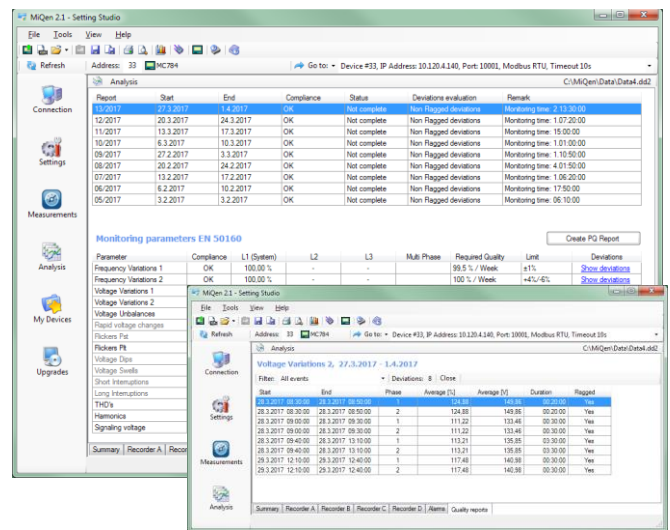 MiQen 2.1 - Setting Studio
File Tools View Help
Refresh Address: 33 MC784 Go to: Device #33, IP Address: 10.120.4.140, Port: 10001, Modbus RTU, Timeout 10s
Analysis C:\MiQen\Data\Data4.dd2
Report Start End Compliance Status Deviations evaluation Remark
13/2017 27.3.2017 1.4.2017 OK Not complete Non Flagged deviations Monitoring time: 2.13:30:00
12/2017 20.3.2017 24.3.2017 OK Not complete Non Flagged deviations Monitoring time: 1.07:20:00
11/2017 13.3.2017 17.3.2017 OK Not complete Non Flagged deviations Monitoring time: 15:00:00
10/2017 6.3.2017 10.3.2017 OK Not complete Non Flagged deviations Monitoring time: 1.01:00:00
09/2017 27.2.2017 3.3.2017 OK Not complete Non Flagged deviations Monitoring time: 1.10:50:00
08/2017 20.2.2017 24.2.2017 OK Not complete Non Flagged deviations Monitoring time: 4.01:50:00
07/2017 13.2.2017 17.2.2017 OK Not complete Non Flagged deviations Monitoring time: 1.06:20:00
06/2017 6.2.2017 10.2.2017 OK Not complete Non Flagged deviations Monitoring time: 17:50:00
05/2017 3.2.2017 3.2.2017 OK Not complete Non Flagged deviations Monitoring time: 06:10:00
Connection
Settings
Measurements
Analysis
My Devices
Upgrades
Monitoring parameters EN 50160 Create PQ Report
Parameter Compliance L1 (System) L2 L3 Multi Phase Required Quality Limit Deviations
Frequency Variations 1 OK 100,00 % - - 99,5 % / Week ±1% Show deviations
Frequency Variations 2 OK 100,00 % - - 100 % / Week +4%/-6% Show deviations
Voltage Variations 1
Voltage Variations 2
Voltage Unbalances
Rapid voltage changes
Flickers Pst
Flickers Plt
Voltage Dips
Voltage Swells
Short Interruptions
Long Interruptions
THD's
Harmonics
Signaling voltage
Summary Recorder A Recor
MiQen 2.1 - Setting Studio
File Tools View Help
Refresh Address: 33 MC784 Go to: Device #33, IP Address: 10.120.4.140, Port: 10001, Modbus RTU, Timeout 10s
Analysis C:\MiQen\Data\Data4.dd2
Voltage Variations 2, 27.3.2017 - 1.4.2017
Filter: All events Deviations: 8 Close
Start End Phase Average [%] Average [V] Duration Flagged
28.3.2017 08:30:00 28.3.2017 08:50:00 1 124,88 149,86 00:20:00 Yes
28.3.2017 08:30:00 28.3.2017 08:50:00 2 124,88 149,86 00:20:00 Yes
28.3.2017 09:00:00 28.3.2017 09:30:00 1 111,22 133,46 00:30:00 Yes
28.3.2017 09:00:00 28.3.2017 09:30:00 2 111,22 133,46 00:30:00 Yes
28.3.2017 09:40:00 28.3.2017 13:10:00 1 113,21 135,85 03:30:00 Yes
28.3.2017 09:40:00 28.3.2017 13:10:00 2 113,21 135,85 03:30:00 Yes
29.3.2017 12:10:00 29.3.2017 12:40:00 1 117,48 140,98 00:30:00 Yes
29.3.2017 12:10:00 29.3.2017 12:40:00 2 117,48 140,98 00:30:00 Yes
Connection
Settings
Measurements
Analysis
Summary Recorder A Recorder B Recorder C Recorder D Alarms Quality reports